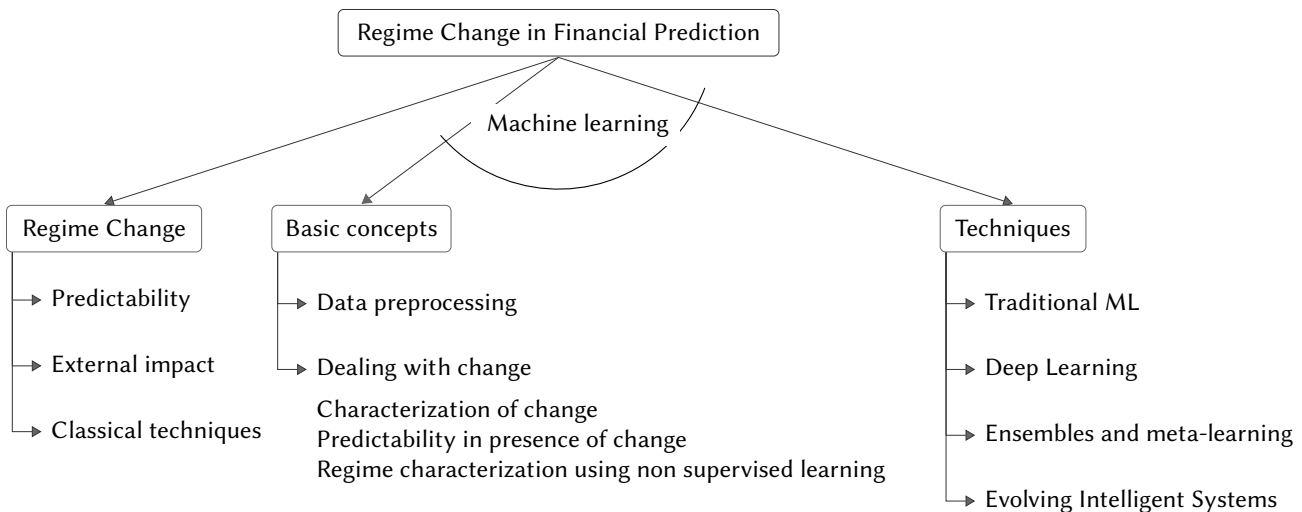 Regime Change in Financial Prediction
Machine learning
Regime Change
Predictability
External impact
Classical techniques
Basic concepts
Data preprocessing
Dealing with change
Characterization of change
Predictability in presence of change
Regime characterization using non supervised learning
Techniques
Traditional ML
Deep Learning
Ensembles and meta-learning
Evolving Intelligent Systems